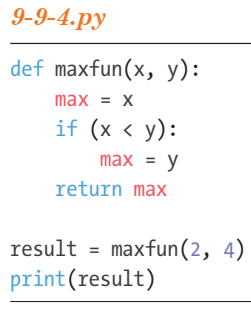 9-9-4.py
def maxfun(x, y):
    max = x
    if (x < y):
        max = y
    return max

result = maxfun(2, 4)
print(result)